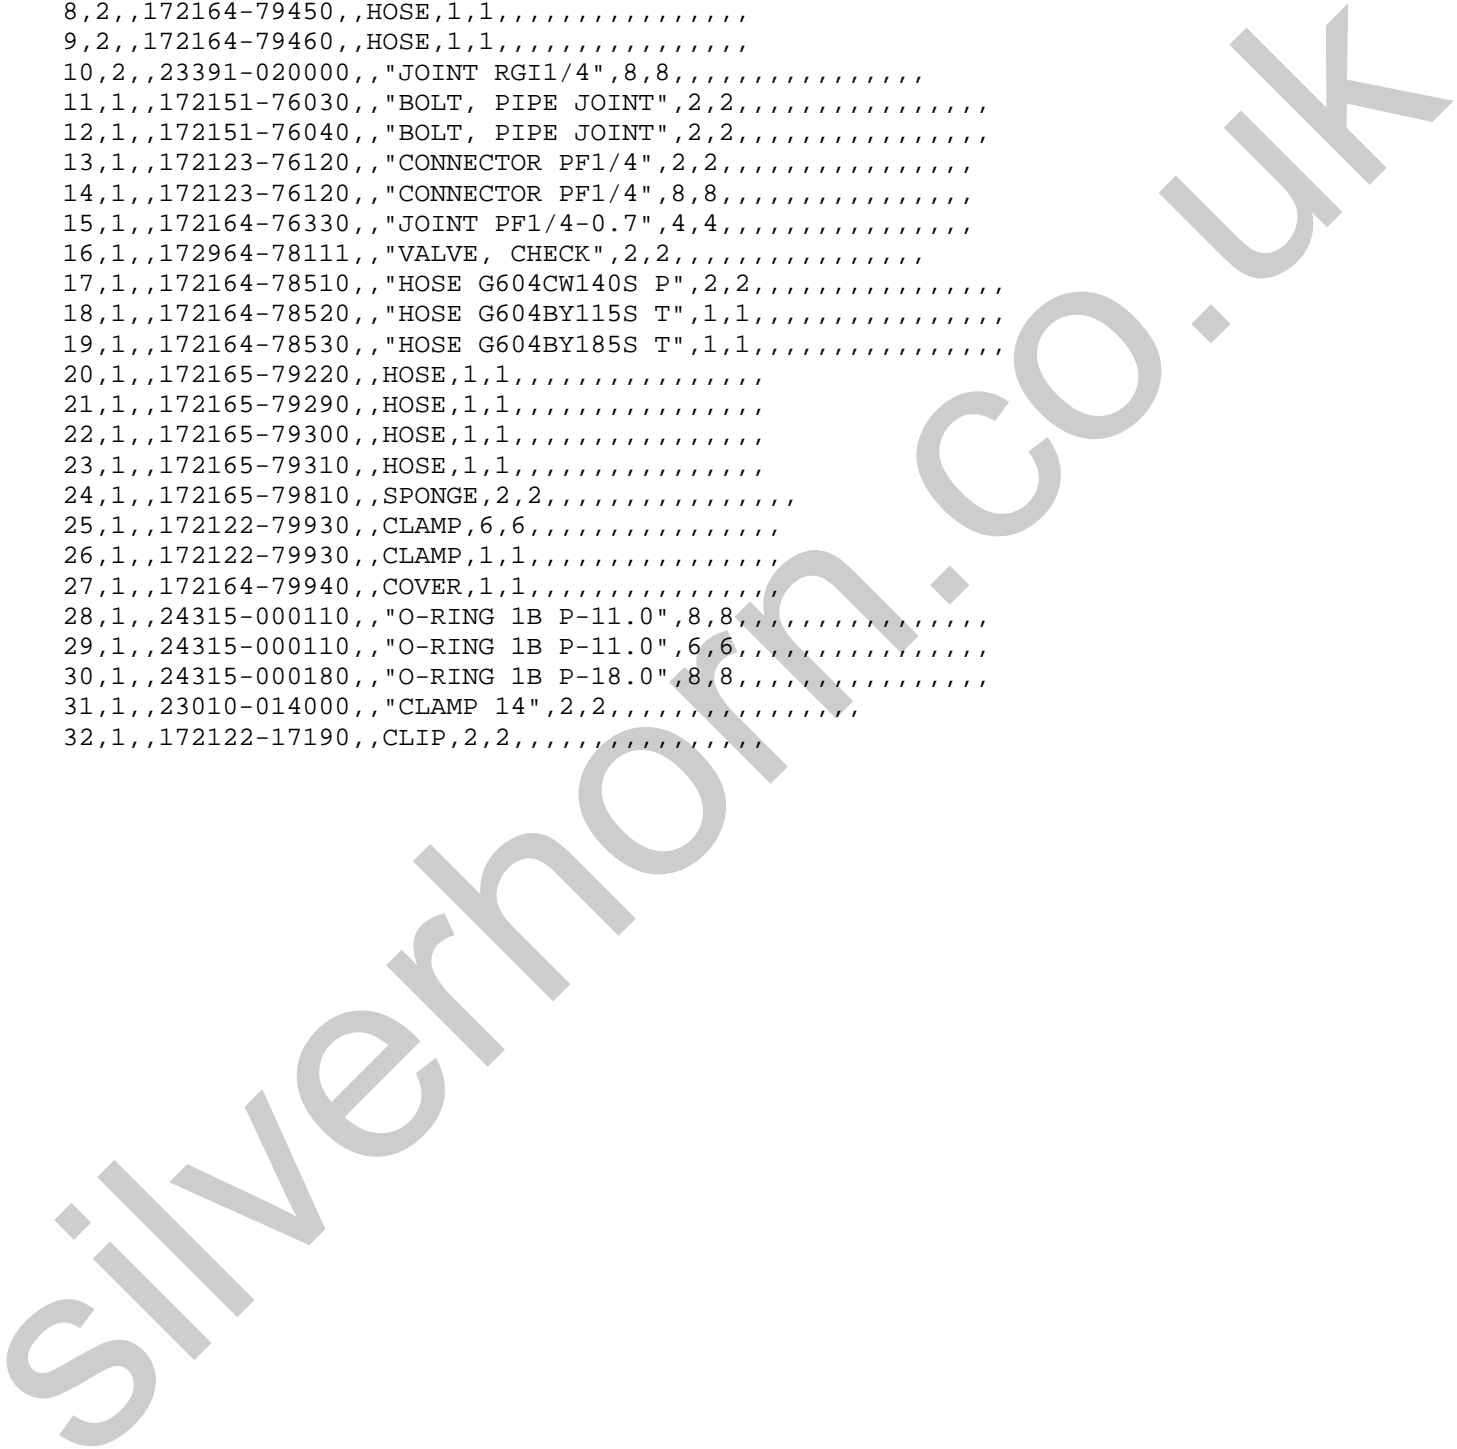 8,2,,172164-79450,,HOSE,1,1,,,,,,,,,,,,,,,,
9,2,,172164-79460,,HOSE,1,1,,,,,,,,,,,,,,,,
10,2,,23391-020000,,"JOINT RGI1/4",8,8,,,,,,,,,,,,,,,,
11,1,,172151-76030,,"BOLT, PIPE JOINT",2,2,,,,,,,,,,,,,,,,
12,1,,172151-76040,,"BOLT, PIPE JOINT",2,2,,,,,,,,,,,,,,,,
13,1,,172123-76120,,"CONNECTOR PF1/4",2,2,,,,,,,,,,,,,,,,
14,1,,172123-76120,,"CONNECTOR PF1/4",8,8,,,,,,,,,,,,,,,,
15,1,,172164-76330,,"JOINT PF1/4-0.7",4,4,,,,,,,,,,,,,,,,
16,1,,172964-78111,,"VALVE, CHECK",2,2,,,,,,,,,,,,,,,,
17,1,,172164-78510,,"HOSE G604CW140S P",2,2,,,,,,,,,,,,,,,,
18,1,,172164-78520,,"HOSE G604BY115S T",1,1,,,,,,,,,,,,,,,,
19,1,,172164-78530,,"HOSE G604BY185S T",1,1,,,,,,,,,,,,,,,,
20,1,,172165-79220,,HOSE,1,1,,,,,,,,,,,,,,,,
21,1,,172165-79290,,HOSE,1,1,,,,,,,,,,,,,,,,
22,1,,172165-79300,,HOSE,1,1,,,,,,,,,,,,,,,,
23,1,,172165-79310,,HOSE,1,1,,,,,,,,,,,,,,,,
24,1,,172165-79810,,SPONGE,2,2,,,,,,,,,,,,,,,,
25,1,,172122-79930,,CLAMP,6,6,,,,,,,,,,,,,,,,
26,1,,172122-79930,,CLAMP,1,1,,,,,,,,,,,,,,,,
27,1,,172164-79940,,COVER,1,1,,,,,,,,,,,,,,,,
28,1,,24315-000110,,"O-RING 1B P-11.0",8,8,,,,,,,,,,,,,,,,
29,1,,24315-000110,,"O-RING 1B P-11.0",6,6,,,,,,,,,,,,,,,,
30,1,,24315-000180,,"O-RING 1B P-18.0",8,8,,,,,,,,,,,,,,,,
31,1,,23010-014000,,"CLAMP 14",2,2,,,,,,,,,,,,,,,,
32,1,,172122-17190,,CLIP,2,2,,,,,,,,,,,,,,,,
silverhorn.co.uk